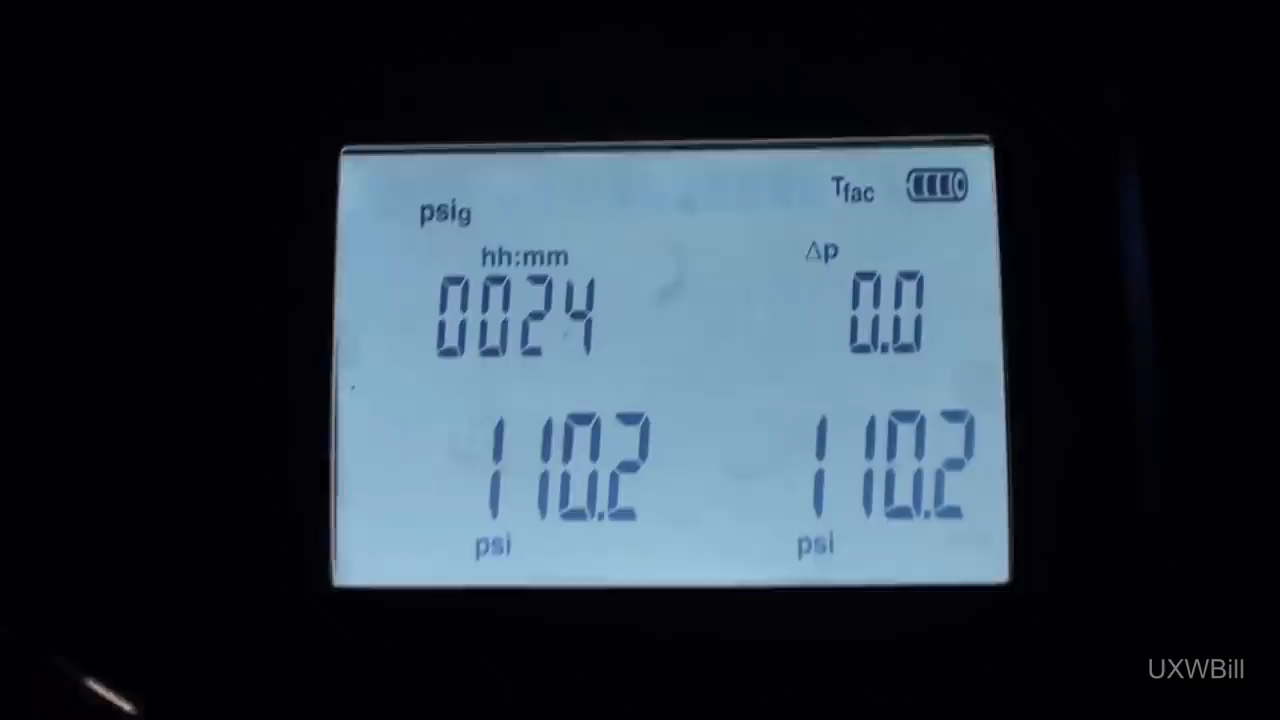 Tfac
psig
hh:mm Δp
0024 0.0
110.2 110.2
psi psi
UXWBill